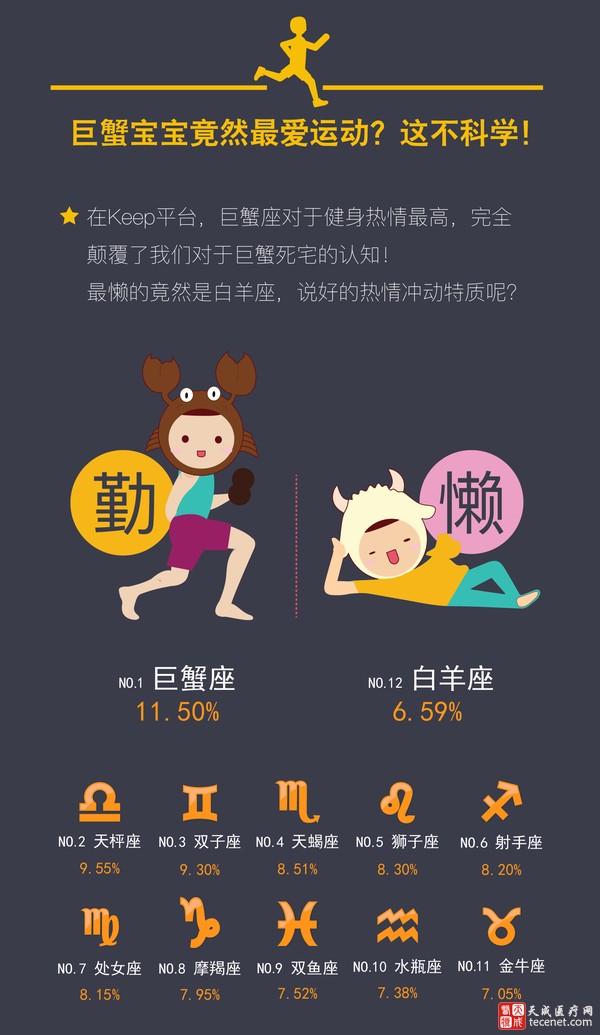 巨蟹宝宝竟然最爱运动？这不科学！
在Keep平台，巨蟹座对于健身热情最高，完全
颠覆了我们对于巨蟹死宅的认知！
最懒的竟然是白羊座，说好的热情冲动特质呢？
勤
懒
NO.1 巨蟹座
11.50%
NO.12 白羊座
6.59%
NO.2 天枰座
9.55%
NO.3 双子座
9.30%
NO.4 天蝎座
8.51%
NO.5 狮子座
8.30%
NO.6 射手座
8.20%
NO.7 处女座
8.15%
NO.8 摩羯座
7.95%
NO.9 双鱼座
7.52%
NO.10 水瓶座
7.38%
NO.11 金牛座
7.05%
天成医疗网
tecenet.com